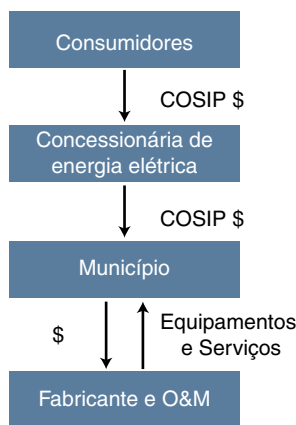 Consumidores
COSIP $
Concessionária de
energia elétrica
COSIP $
Município
$
Equipamentos
e Serviços
Fabricante e O&M